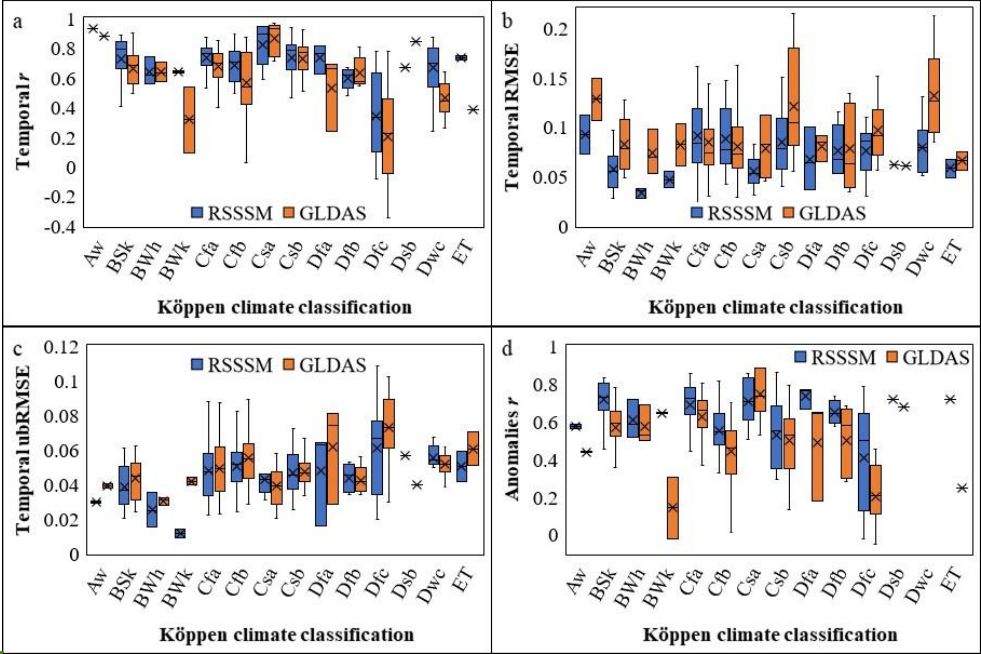 a
Temporal r
1
0.8
0.6
0.4
0.2
0
-0.2
-0.4
RSSSM GLDAS
Aw BSk BWh BWk Cfa Cfb Csa Csb Dfa Dfb Dfc Dsb Dwc ET
Köppen climate classification
b
Temporal RMSE
0.2
0.15
0.1
0.05
0
RSSSM GLDAS
Aw BSk BWh BWk Cfa Cfb Csa Csb Dfa Dfb Dfc Dsb Dwc ET
Köppen climate classification
c
Temporal ubRMSE
0.12
0.1
0.08
0.06
0.04
0.02
0
RSSSM GLDAS
Aw BSk BWh BWk Cfa Cfb Csa Csb Dfa Dfb Dfc Dsb Dwc ET
Köppen climate classification
d
Anomalies r
1
0.8
0.6
0.4
0.2
0
RSSSM GLDAS
Aw BSk BWh BWk Cfa Cfb Csa Csb Dfa Dfb Dfc Dsb Dwc ET
Köppen climate classification